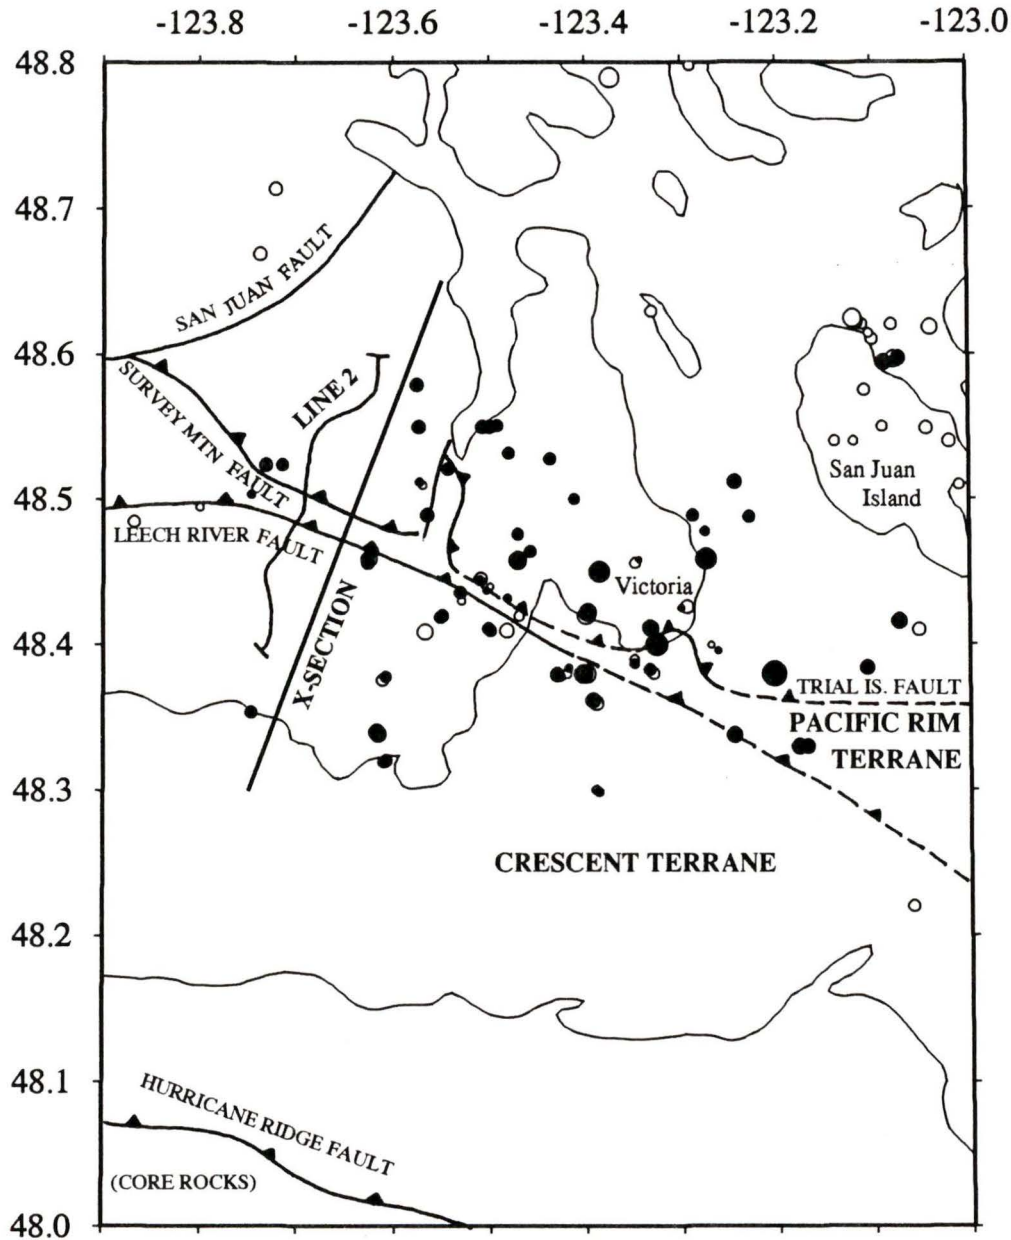 -123.8 -123.6 -123.4 -123.2 -123.0
48.8
48.7
SAN JUAN FAULT
48.6
SURVEY MTN FAULT
LINE 2
San Juan
Island
48.5
LEECH RIVER FAULT
Victoria
X-SECTION
48.4
TRIAL IS. FAULT
PACIFIC RIM
TERRANE
48.3
CRESCENT TERRANE
48.2
48.1
HURRICANE RIDGE FAULT
(CORE ROCKS)
48.0